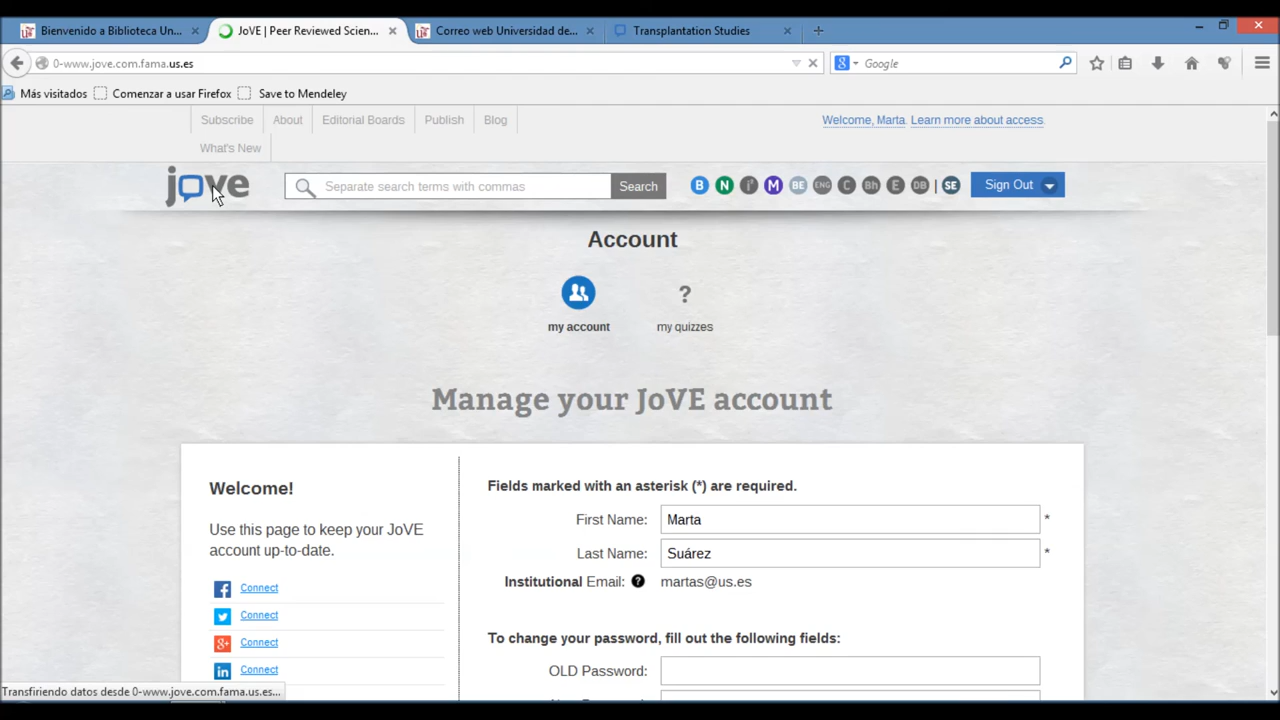 Bienvenido a Biblioteca Un...
JoVE | Peer Reviewed Scien...
Correo web Universidad de...
Transplantation Studies
0-www.jove.com.fama.us.es
Google
Más visitados
Comenzar a usar Firefox
Save to Mendeley
Subscribe
About
Editorial Boards
Publish
Blog
Welcome, Marta. Learn more about access.
What's New
jove
Separate search terms with commas
Search
B N i² M BE ENG C Bh E DB | SE
Sign Out
Account
?
my account
my quizzes
Manage your JoVE account
Welcome!
Use this page to keep your JoVE
account up-to-date.
Connect
Connect
Connect
Connect
Fields marked with an asterisk (*) are required.
First Name: Marta *
Last Name: Suárez *
Institutional Email: ? martas@us.es
To change your password, fill out the following fields:
OLD Password:
Transfiriendo datos desde 0-www.jove.com.fama.us.es...